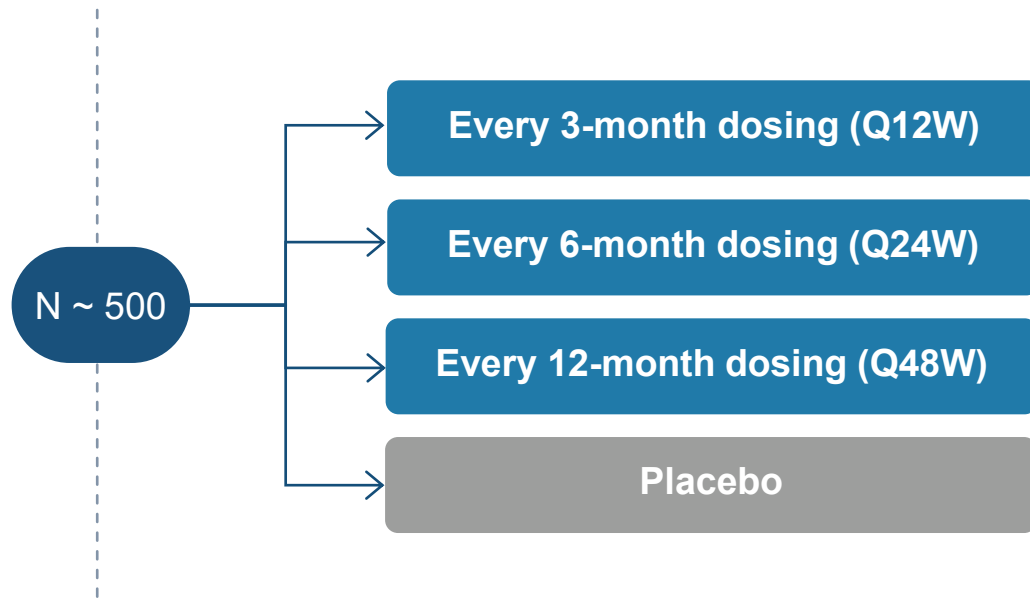 Every 3-month dosing (Q12W)
Every 6-month dosing (Q24W)
N ~ 500
Every 12-month dosing (Q48W)
Placebo